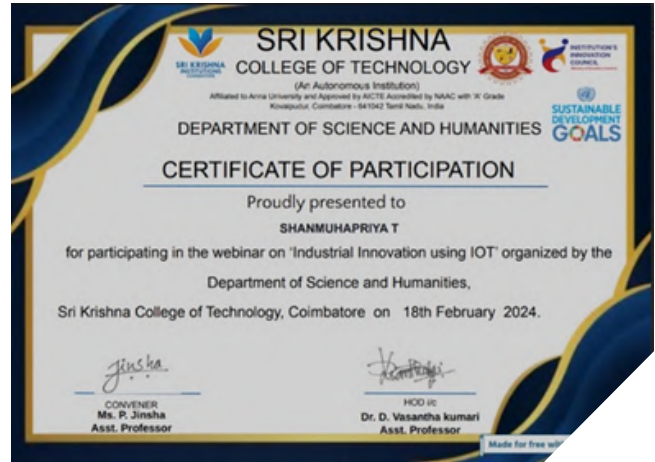 SRI KRISHNA
COLLEGE OF TECHNOLOGY
(An Autonomous Institution)
Affiliated to Anna University and Approved by AICTE Accredited by NAAC with 'A' Grade
Kovaipudur, Coimbatore - 641042 Tamil Nadu, India
SRI KRISHNA
INSTITUTIONS
INSTITUTION'S
INNOVATION
COUNCIL
SUSTAINABLE
DEVELOPMENT
GOALS
DEPARTMENT OF SCIENCE AND HUMANITIES
CERTIFICATE OF PARTICIPATION
Proudly presented to
SHANMUHAPRIYA T
for participating in the webinar on 'Industrial Innovation using IOT' organized by the
Department of Science and Humanities,
Sri Krishna College of Technology, Coimbatore on 18th February 2024.
Jinsha
CONVENER
Ms. P. Jinsha
Asst. Professor
HOD i/c
Dr. D. Vasantha kumari
Asst. Professor
Made for free with